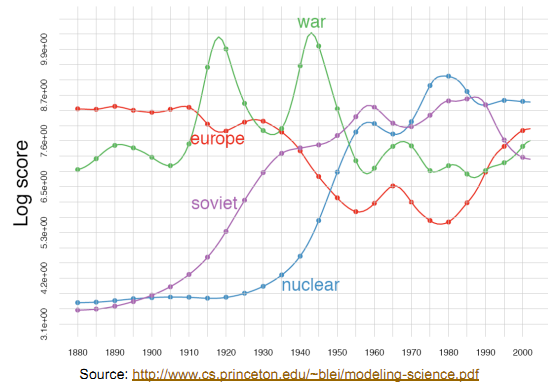 war
9.9e+00
8.7e+00
7.6e+00
6.5e+00
5.3e+00
4.2e+00
3.1e+00
Log score
europe
soviet
nuclear
1880 1890 1900 1910 1920 1930 1940 1950 1960 1970 1980 1990 2000
Source: http://www.cs.princeton.edu/~blei/modeling-science.pdf